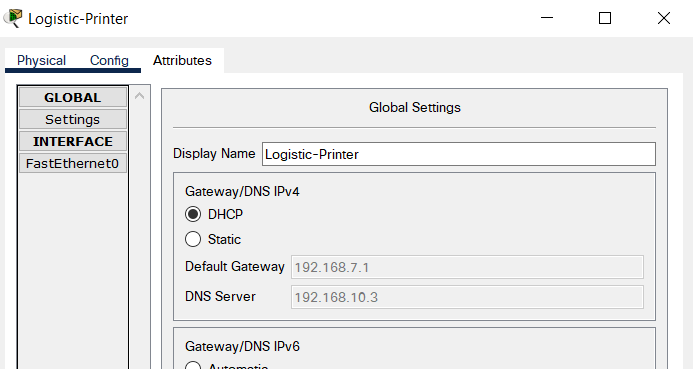 Logistic-Printer
Physical Config Attributes
GLOBAL
Settings
INTERFACE
FastEthernet0
Global Settings
Display Name Logistic-Printer
Gateway/DNS IPv4
DHCP
Static
Default Gateway 192.168.7.1
DNS Server 192.168.10.3
Gateway/DNS IPv6
Automatic